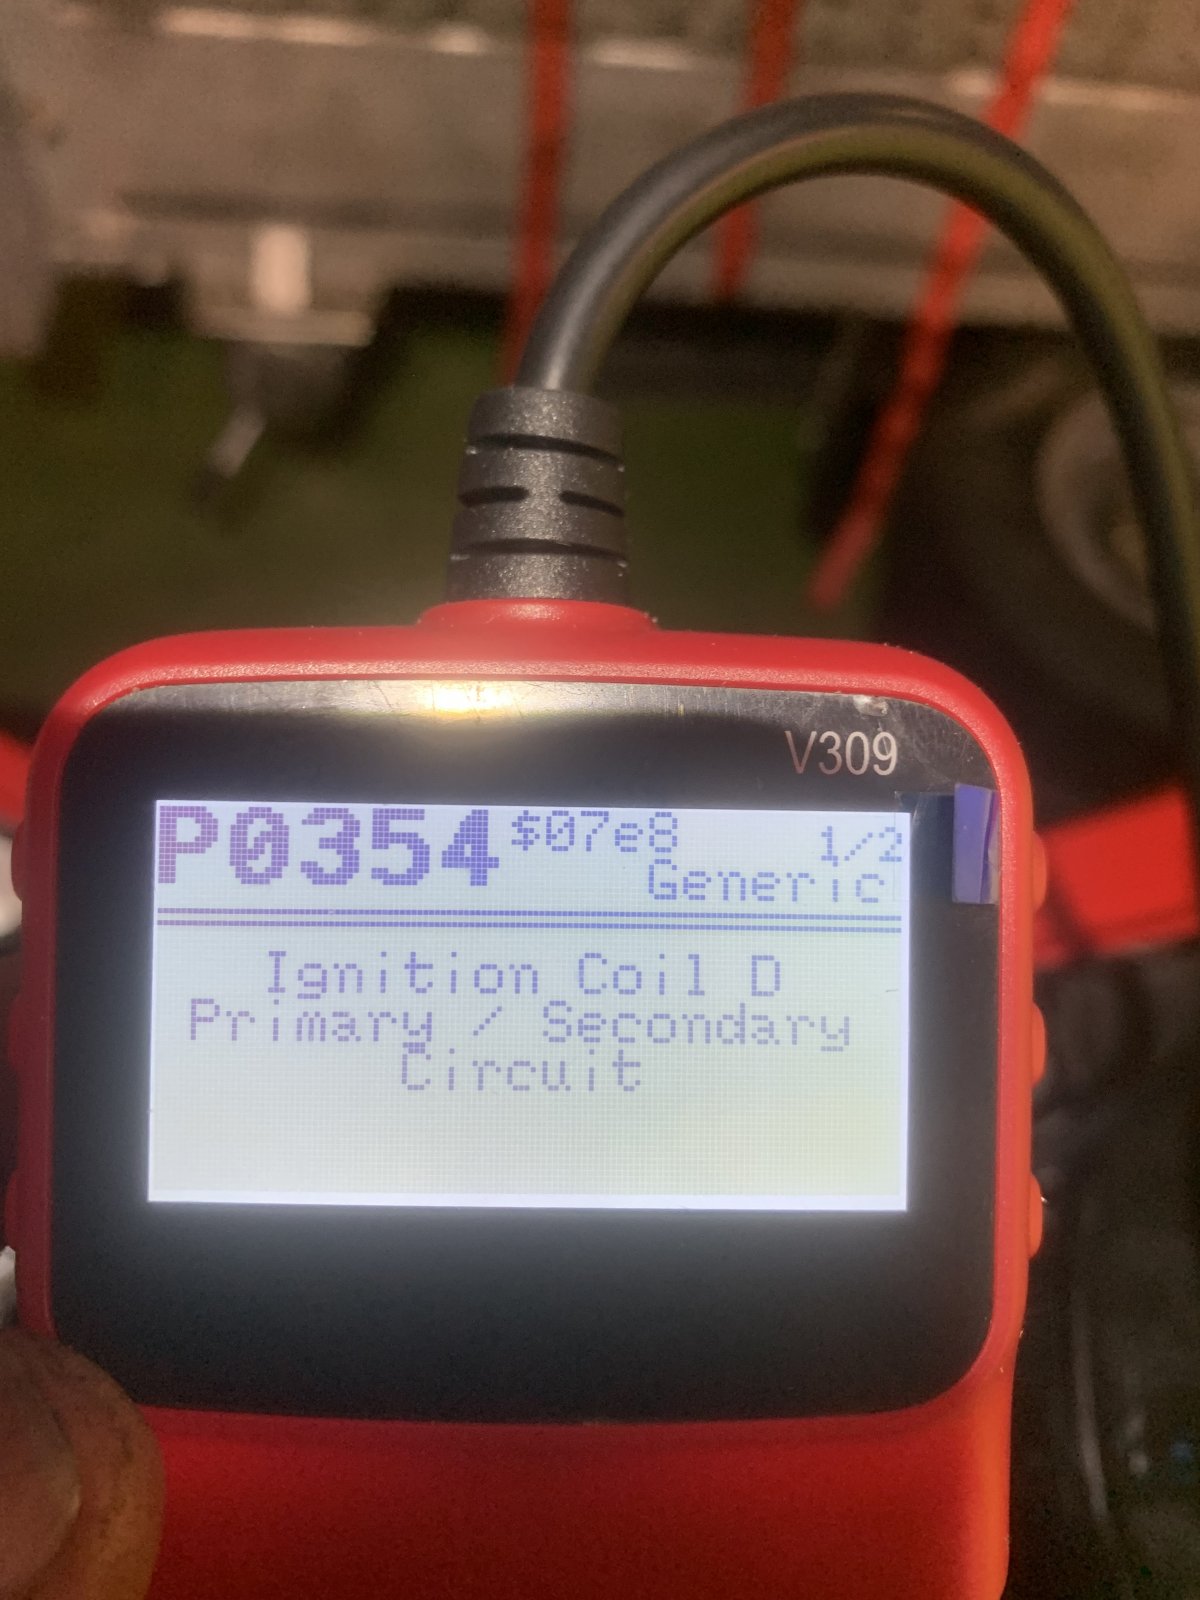 V309
P0354 $07e8 1/2
Generic
Ignition Coil D
Primary / Secondary
Circuit